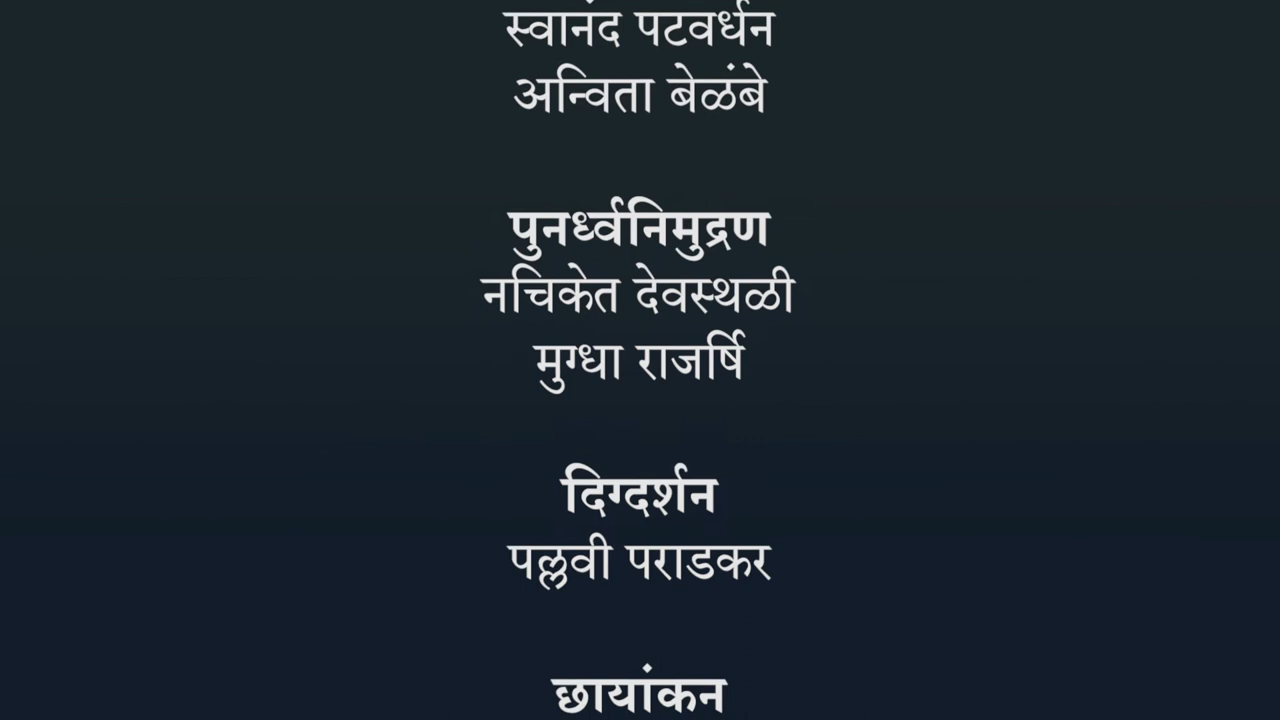 स्वानंद पटवर्धन
अन्विता बेळंबे
पुनर्ध्वनिमुद्रण
नचिकेत देवस्थळी
मुग्धा राजर्षि
दिग्दर्शन
पल्लवी पराडकर
छायांकन